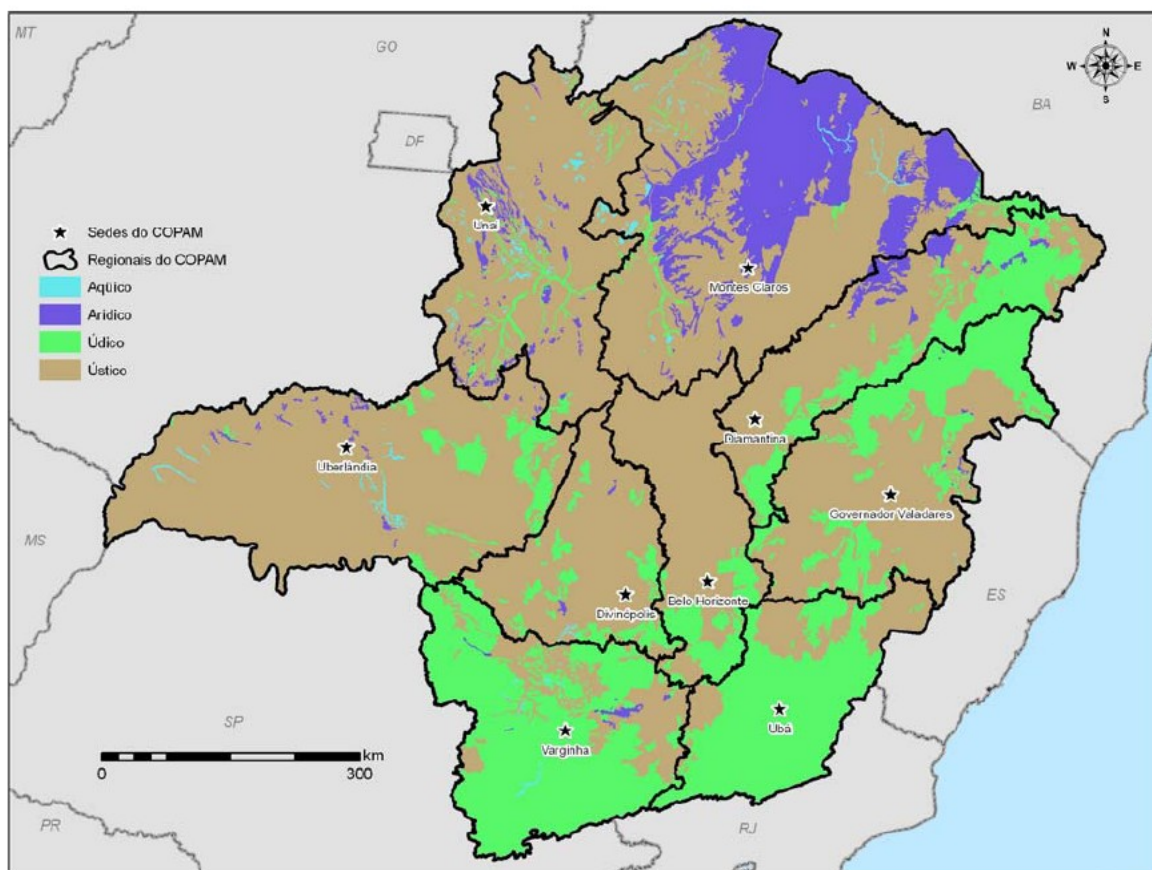 MT
GO
N
W
E
S
BA
DF
Unaí
Sedes do COPAM
Regionais do COPAM
Aqüico
Arídico
Údico
Ústico
Montes Claros
Diamantina
Uberlândia
Governador Valadares
MS
Belo Horizonte
Divinópolis
ES
SP
Ubá
Varginha
km
0
300
PR
RJ